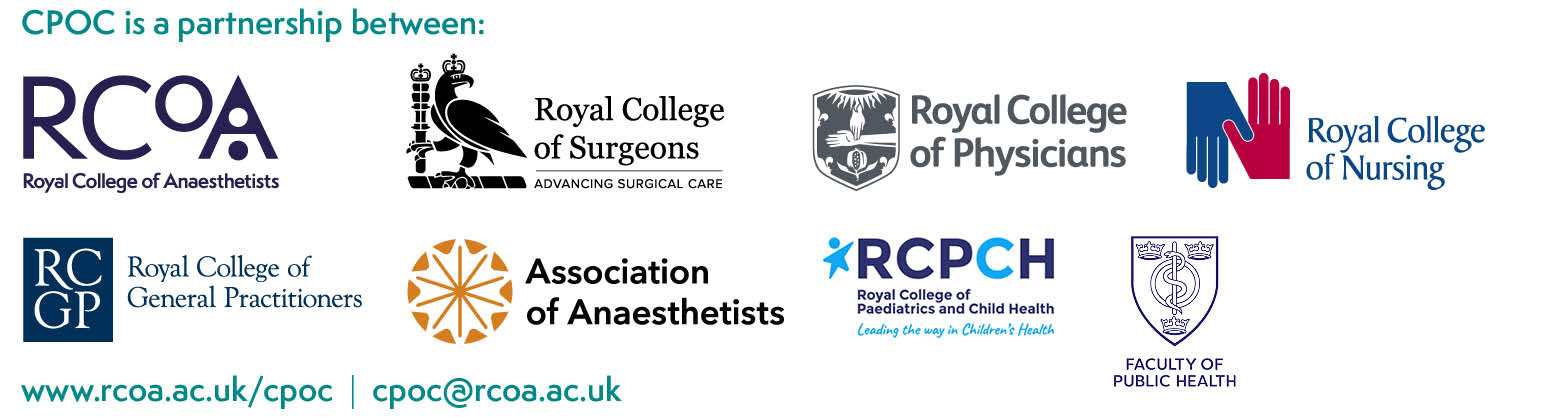 CPOC is a partnership between:
RCOA
Royal College of Anaesthetists
Royal College
of Surgeons
ADVANCING SURGICAL CARE
Royal College
of Physicians
Royal College
of Nursing
RC
GP
Royal College of
General Practitioners
Association
of Anaesthetists
RCPCH
Royal College of
Paediatrics and Child Health
Leading the way in Children's Health
FACULTY OF
PUBLIC HEALTH
www.rcoa.ac.uk/cpoc | cpoc@rcoa.ac.uk